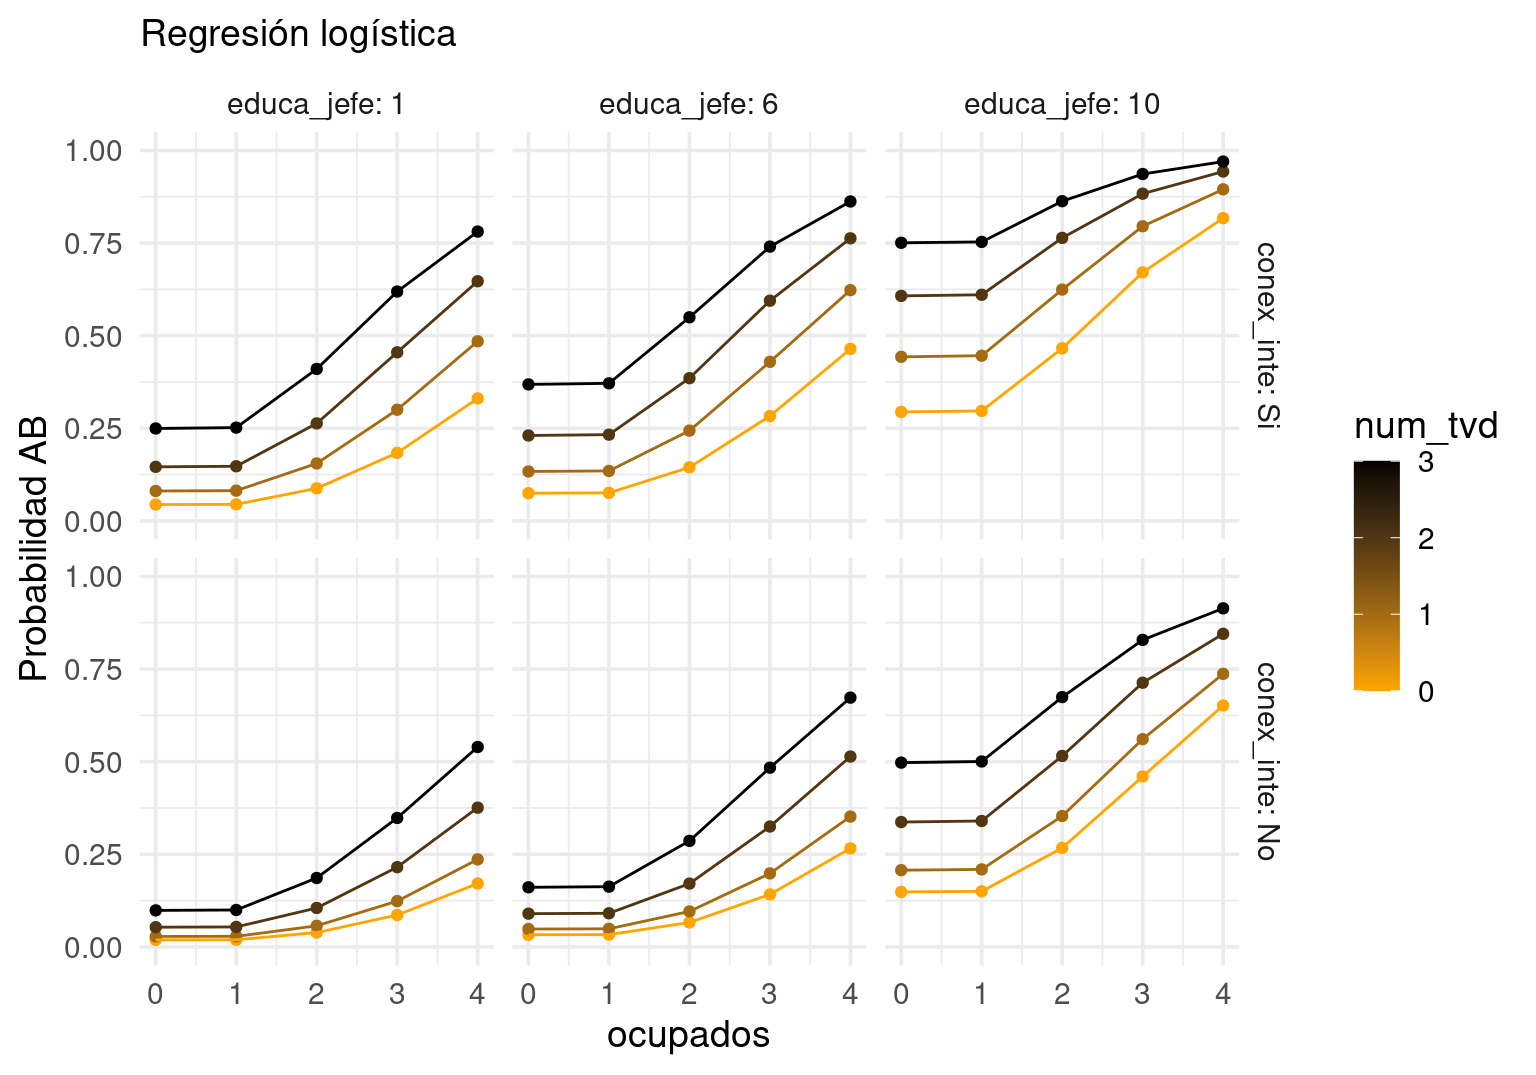 Regresión logística
educa_jefe: 1
educa_jefe: 6
educa_jefe: 10
1.00
0.75
0.50
0.25
0.00
conex_inte: Si
1.00
0.75
0.50
0.25
0.00
conex_inte: No
Probabilidad AB
0 1 2 3 4
0 1 2 3 4
0 1 2 3 4
ocupados
num_tvd
3
2
1
0